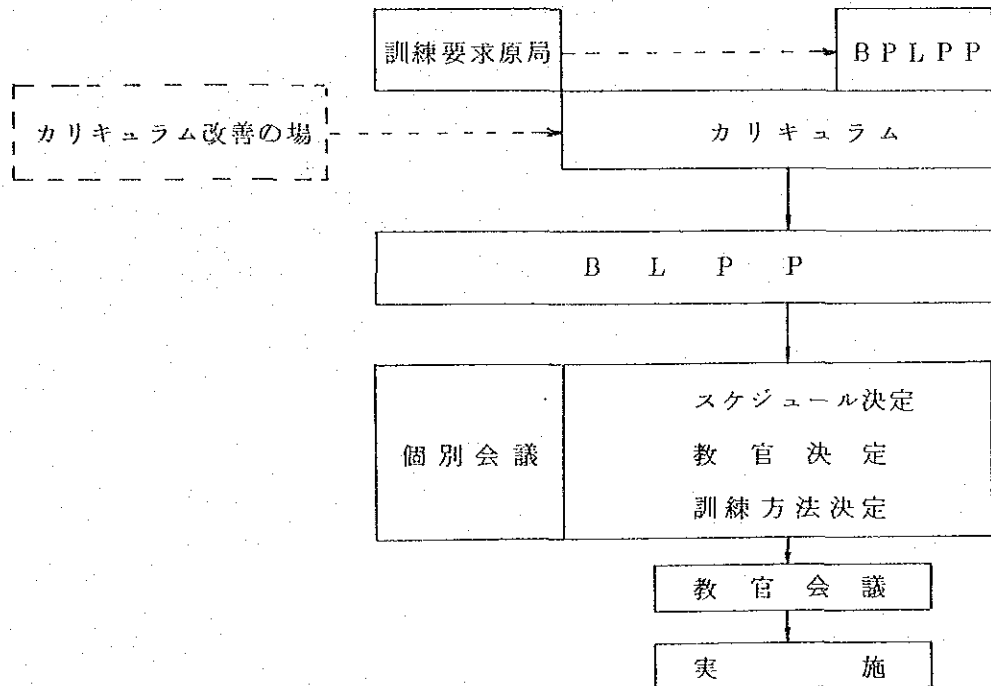 訓練要求原局
BPLPP
カリキュラム改善の場
カリキュラム
BLPP
個別会議
スケジュール決定
教官決定
訓練方法決定
教官会議
実施